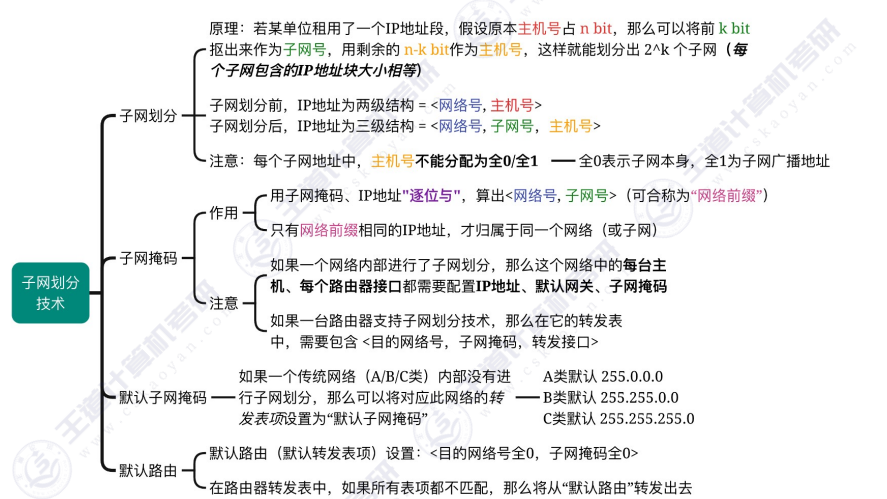 原理：若某单位租用了一个IP地址段，假设原本主机号占 n bit，那么可以将前 k bit
抠出来作为子网号，用剩余的 n-k bit作为主机号，这样就能划分出 2^k 个子网（每
个子网包含的IP地址块大小相等）
子网划分
子网划分前，IP地址为两级结构 = <网络号, 主机号>
子网划分后，IP地址为三级结构 = <网络号, 子网号，主机号>
注意：每个子网地址中，主机号不能分配为全0/全1
全0表示子网本身，全1为子网广播地址
子网划分
技术
子网掩码
作用
用子网掩码、IP地址"逐位与"，算出<网络号, 子网号>（可合称为“网络前缀”）
只有网络前缀相同的IP地址，才归属于同一个网络（或子网）
注意
如果一个网络内部进行了子网划分，那么这个网络中的每台主
机、每个路由器接口都需要配置IP地址、默认网关、子网掩码
如果一台路由器支持子网划分技术，那么在它的转发表
中，需要包含 <目的网络号，子网掩码，转发接口>
默认子网掩码
如果一个传统网络（A/B/C类）内部没有进
行子网划分，那么可以将对应此网络的转
发表项设置为“默认子网掩码”
A类默认 255.0.0.0
B类默认 255.255.0.0
C类默认 255.255.255.0
默认路由
默认路由（默认转发表项）设置：<目的网络号全0，子网掩码全0>
在路由器转发表中，如果所有表项都不匹配，那么将从“默认路由”转发出去
王道计算机考研
www.cskaoyan.com